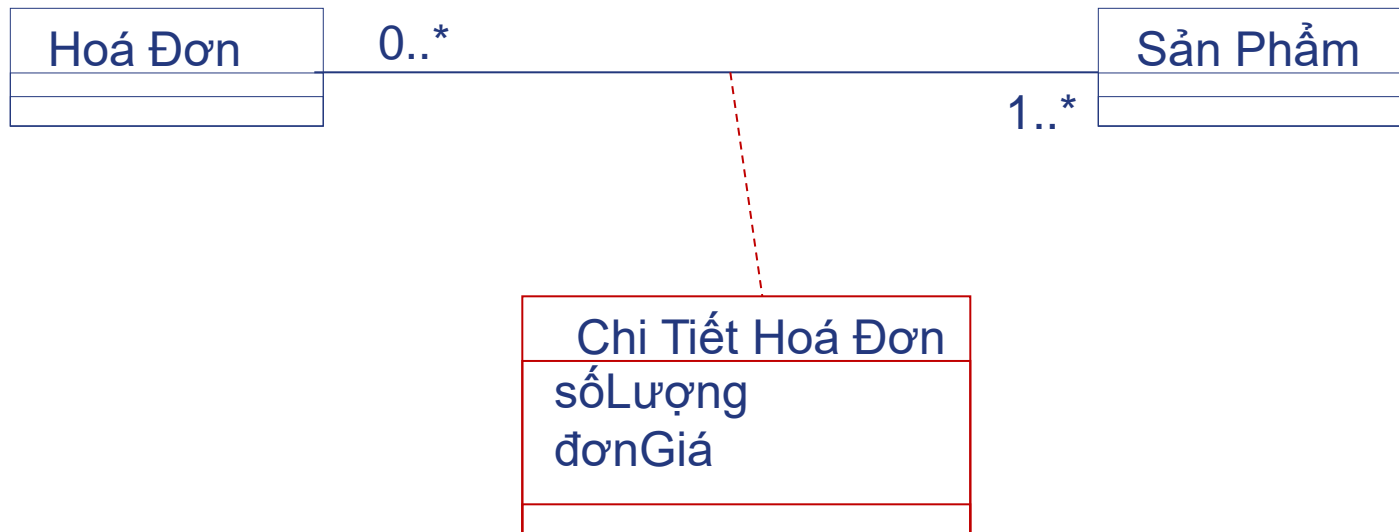 Hoá Đơn
0..*
Sản Phẩm
1..*
Chi Tiết Hoá Đơn
sốLượng
đơnGiá